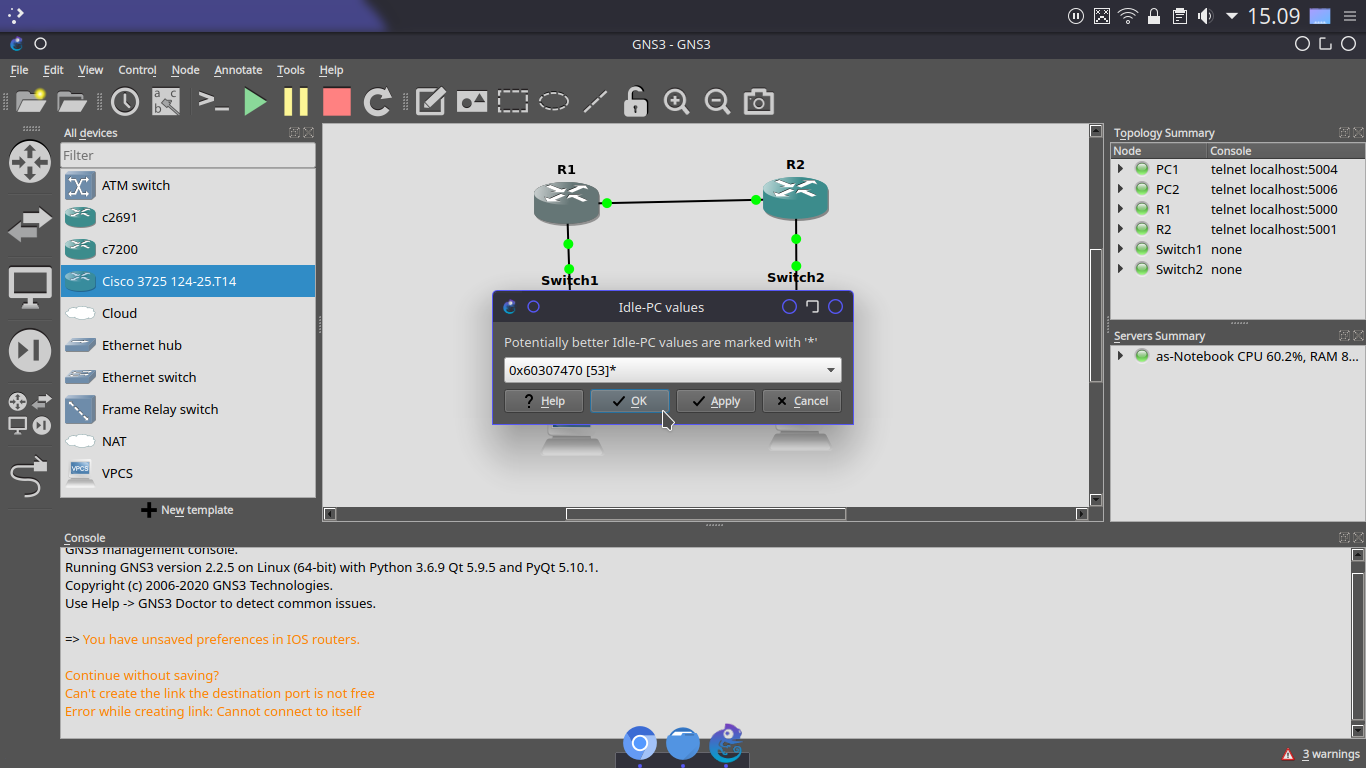 15.09
GNS3 - GNS3
File Edit View Control Node Annotate Tools Help
All devices
Filter
ATM switch
c2691
c7200
Cisco 3725 124-25.T14
Cloud
Ethernet hub
Ethernet switch
Frame Relay switch
NAT
VPCS
VPCS
New template
R1
R2
Switch1
Switch2
Idle-PC values
Potentially better Idle-PC values are marked with '*'
0x60307470 [53]*
Help
OK
Apply
Cancel
Topology Summary
Node Console
PC1 telnet localhost:5004
PC2 telnet localhost:5006
R1 telnet localhost:5000
R2 telnet localhost:5001
Switch1 none
Switch2 none
Servers Summary
as-Notebook CPU 60.2%, RAM 8...
Console
GNS3 management console.
Running GNS3 version 2.2.5 on Linux (64-bit) with Python 3.6.9 Qt 5.9.5 and PyQt 5.10.1.
Copyright (c) 2006-2020 GNS3 Technologies.
Use Help -> GNS3 Doctor to detect common issues.
=> You have unsaved preferences in IOS routers.
Continue without saving?
Can't create the link the destination port is not free
Error while creating link: Cannot connect to itself
3 warnings